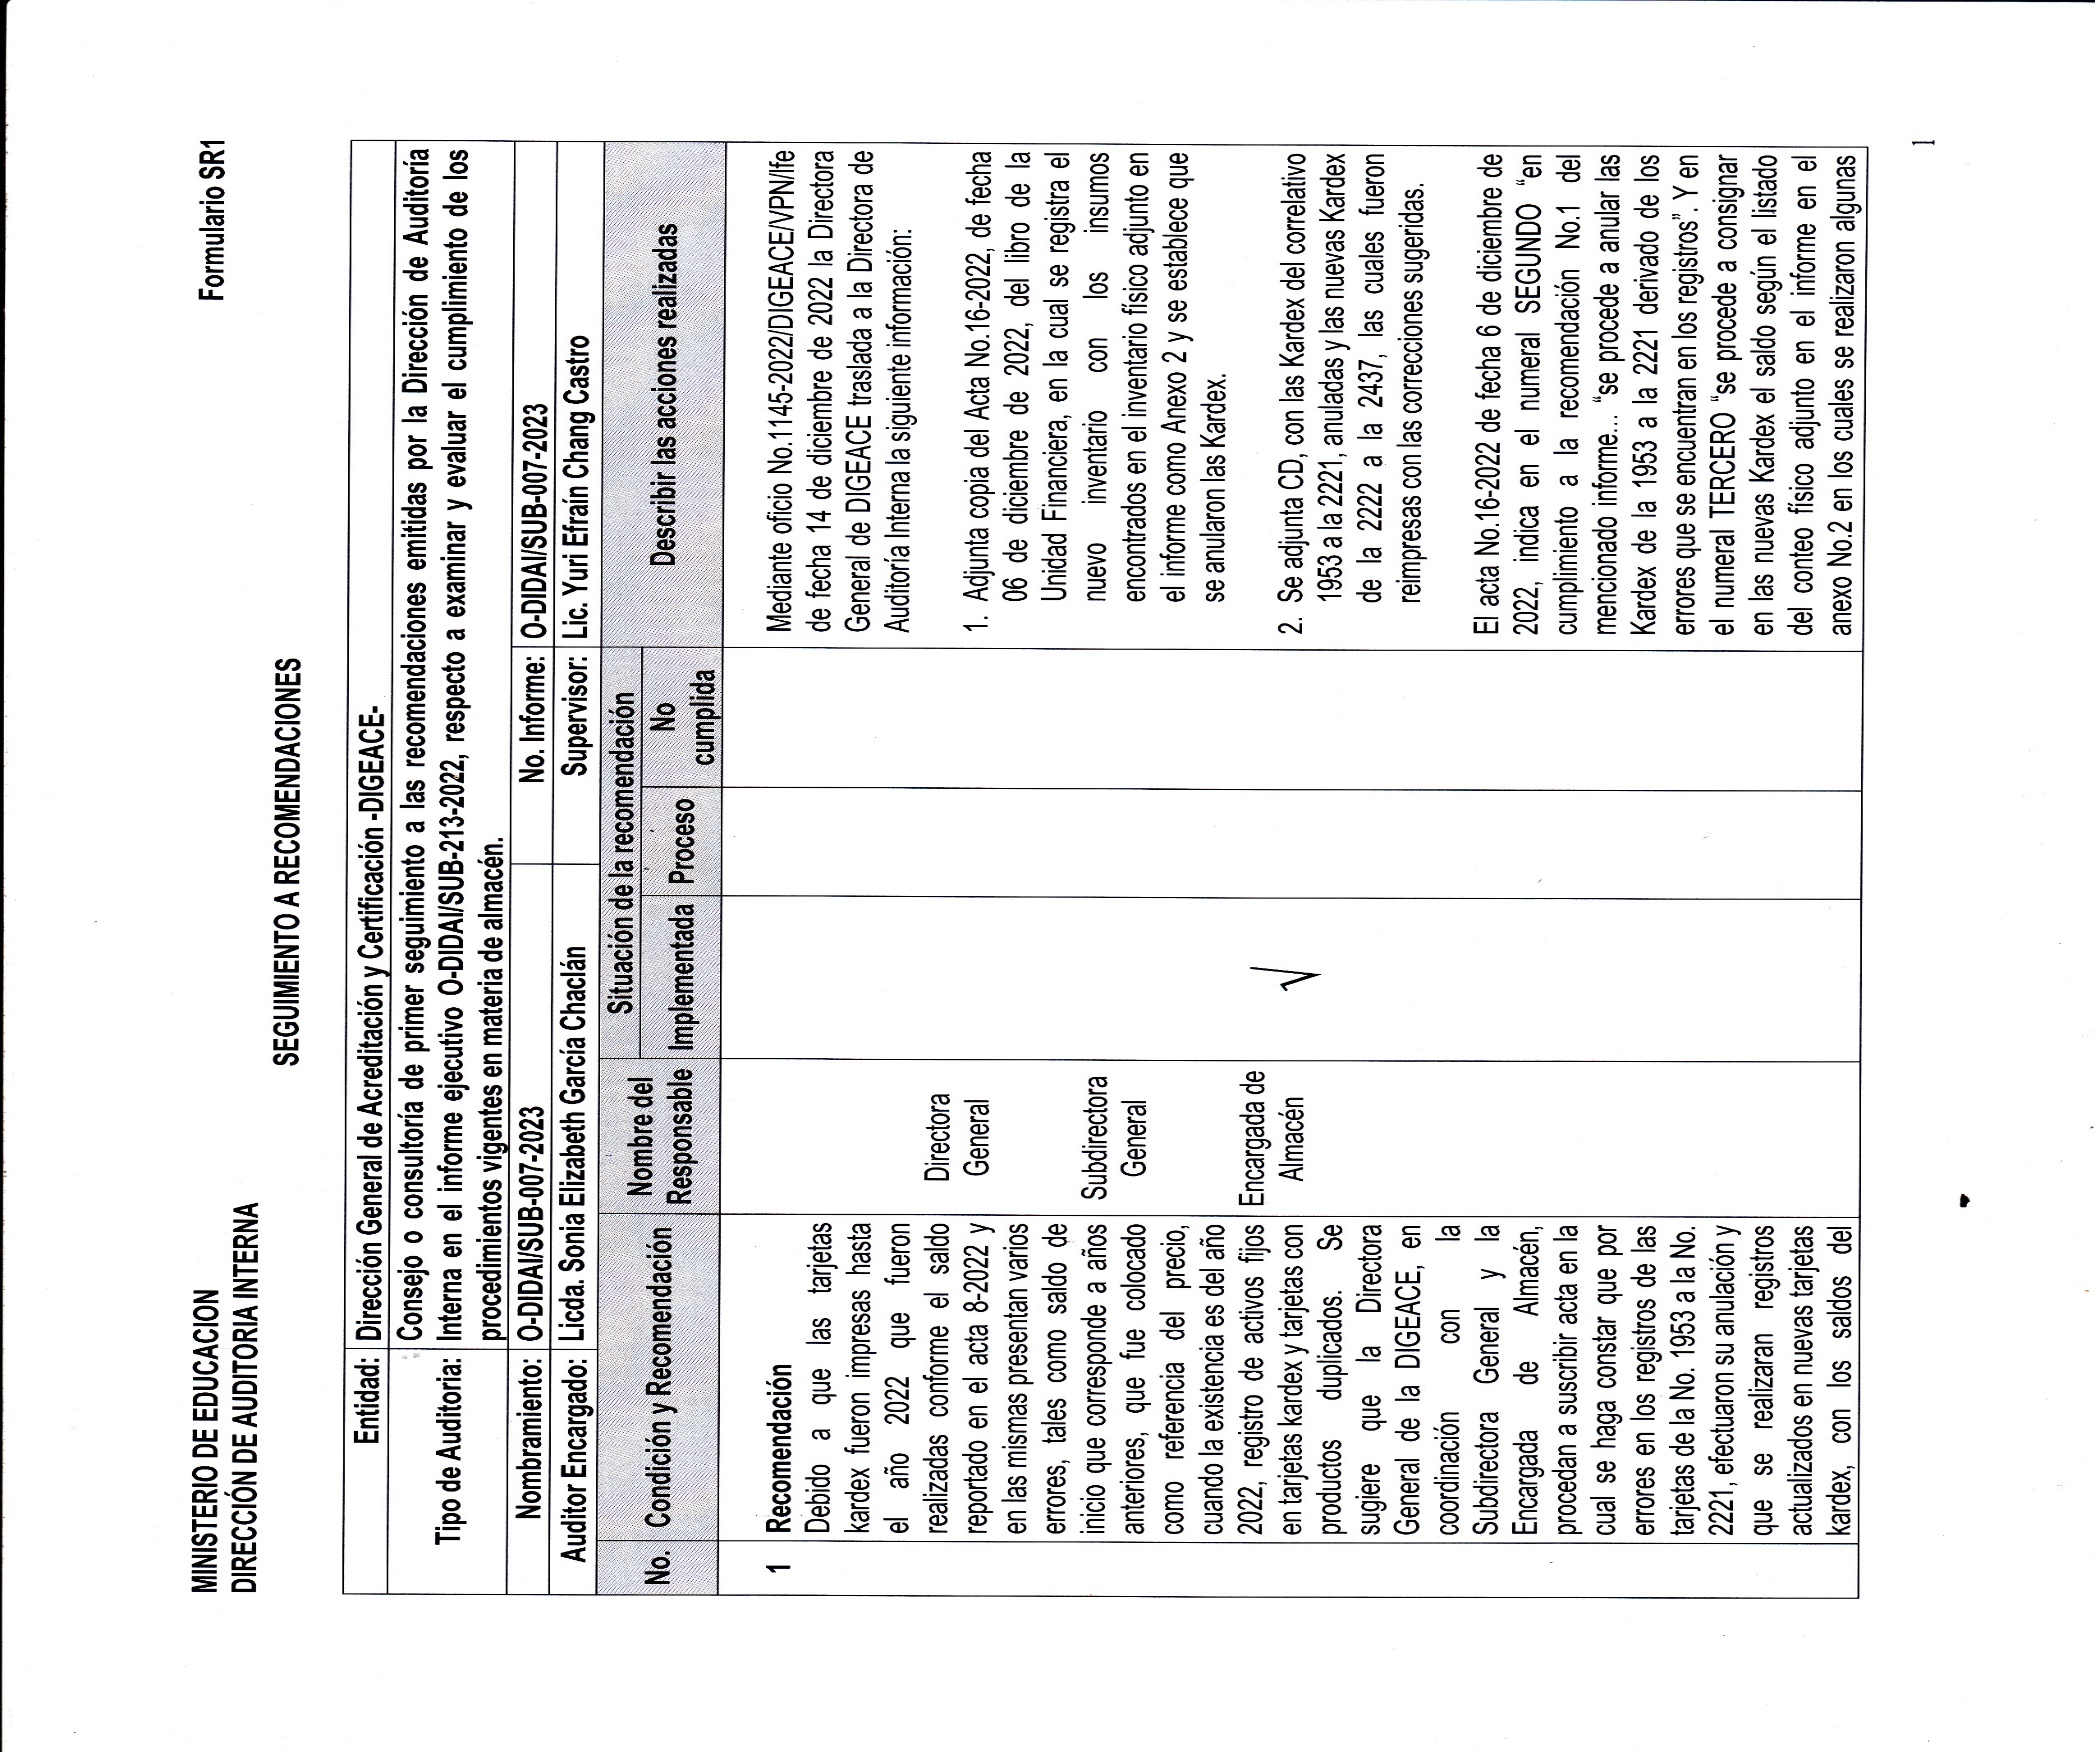 MINISTERIO DE EDUCACION
DIRECCIÓN DE AUDITORIA INTERNA
Formulario SR1
SEGUIMIENTO A RECOMENDACIONES
Entidad: Dirección General de Acreditación y Certificación -DIGEACE-
Tipo de Auditoria: Consejo o consultoría de primer seguimiento a las recomendaciones emitidas por la Dirección de Auditoría
Interna en el informe ejecutivo O-DIDAI/SUB-213-2022, respecto a examinar y evaluar el cumplimiento de los
procedimientos vigentes en materia de almacén.
Nombramiento: O-DIDAI/SUB-007-2023 No. Informe: O-DIDAI/SUB-007-2023
Auditor Encargado: Licda. Sonia Elizabeth García Chaclán Supervisor: Lic. Yuri Efraín Chang Castro
No. Condición y Recomendación
Nombre del
Responsable
Situación de la recomendación
Implementada Proceso No
cumplida
Describir las acciones realizadas
1
Recomendación
Debido a que las tarjetas
kardex fueron impresas hasta
el año 2022 que fueron
realizadas conforme el saldo
reportado en el acta 8-2022 y
en las mismas presentan varios
errores, tales como saldo de
inicio que corresponde a años
anteriores, que fue colocado
como referencia del precio,
cuando la existencia es del año
2022, registro de activos fijos
en tarjetas kardex y tarjetas con
productos duplicados. Se
sugiere que la Directora
General de la DIGEACE, en
coordinación con la
Subdirectora General y la
Encargada de Almacén,
procedan a suscribir acta en la
cual se haga constar que por
errores en los registros de las
tarjetas de la No. 1953 a la No.
2221, efectuaron su anulación y
que se realizaran registros
actualizados en nuevas tarjetas
kardex, con los saldos del
Directora
General
Subdirectora
General
Encargada de
Almacén
√
Mediante oficio No.1145-2022/DIGEACE/VPN/lfe
de fecha 14 de diciembre de 2022 la Directora
General de DIGEACE traslada a la Directora de
Auditoría Interna la siguiente información:
1. Adjunta copia del Acta No.16-2022, de fecha
06 de diciembre de 2022, del libro de la
Unidad Financiera, en la cual se registra el
nuevo inventario con los insumos
encontrados en el inventario físico adjunto en
el informe como Anexo 2 y se establece que
se anularon las Kardex.
2. Se adjunta CD, con las Kardex del correlativo
1953 a la 2221, anuladas y las nuevas Kardex
de la 2222 a la 2437, las cuales fueron
reimpresas con las correcciones sugeridas.
El acta No.16-2022 de fecha 6 de diciembre de
2022, indica en el numeral SEGUNDO “en
cumplimiento a la recomendación No.1 del
mencionado informe... “se procede a anular las
Kardex de la 1953 a la 2221 derivado de los
errores que se encuentran en los registros”. Y en
el numeral TERCERO “se procede a consignar
en las nuevas Kardex el saldo según el listado
del conteo físico adjunto en el informe en el
anexo No.2 en los cuales se realizaron algunas
1